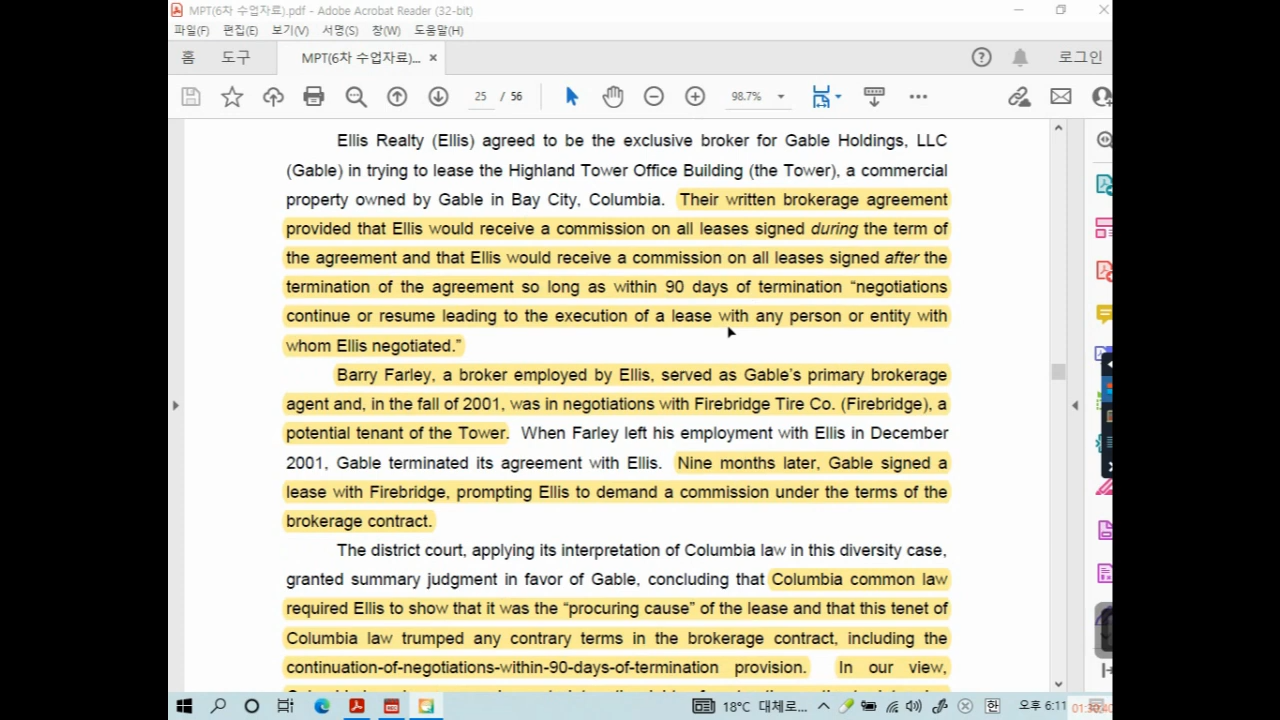 MPT(6차 수업자료).pdf - Adobe Acrobat Reader (32-bit)
파일(F) 편집(E) 보기(V) 서명(S) 창(W) 도움말(H)
홈 도구 MPT(6차 수업자료)... × 로그인
25 / 56 98.7%
Ellis Realty (Ellis) agreed to be the exclusive broker for Gable Holdings, LLC
(Gable) in trying to lease the Highland Tower Office Building (the Tower), a commercial
property owned by Gable in Bay City, Columbia. Their written brokerage agreement
provided that Ellis would receive a commission on all leases signed during the term of
the agreement and that Ellis would receive a commission on all leases signed after the
termination of the agreement so long as within 90 days of termination “negotiations
continue or resume leading to the execution of a lease with any person or entity with
whom Ellis negotiated.”
Barry Farley, a broker employed by Ellis, served as Gable’s primary brokerage
agent and, in the fall of 2001, was in negotiations with Firebridge Tire Co. (Firebridge), a
potential tenant of the Tower. When Farley left his employment with Ellis in December
2001, Gable terminated its agreement with Ellis. Nine months later, Gable signed a
lease with Firebridge, prompting Ellis to demand a commission under the terms of the
brokerage contract.
The district court, applying its interpretation of Columbia law in this diversity case,
granted summary judgment in favor of Gable, concluding that Columbia common law
required Ellis to show that it was the “procuring cause” of the lease and that this tenet of
Columbia law trumped any contrary terms in the brokerage contract, including the
continuation-of-negotiations-within-90-days-of-termination provision. In our view,
18°C 대체로... 한 오후 6:11